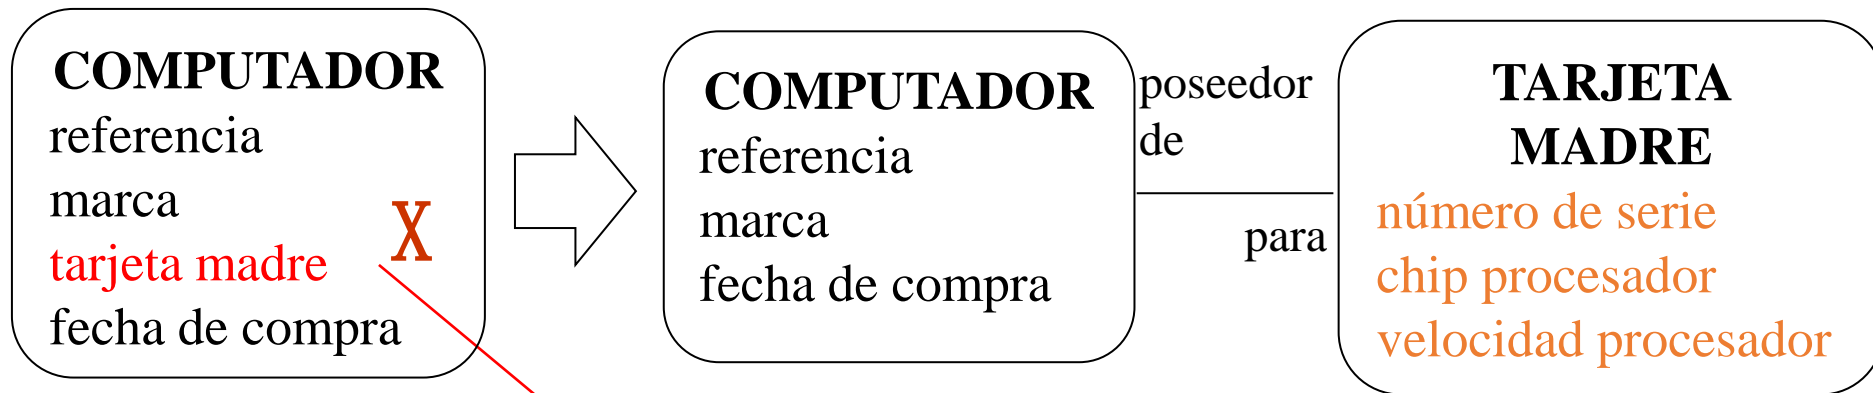 COMPUTADOR
referencia
marca
tarjeta madre
X
fecha de compra
COMPUTADOR
referencia
marca
fecha de compra
poseedor
de
para
TARJETA
MADRE
número de serie
chip procesador
velocidad procesador